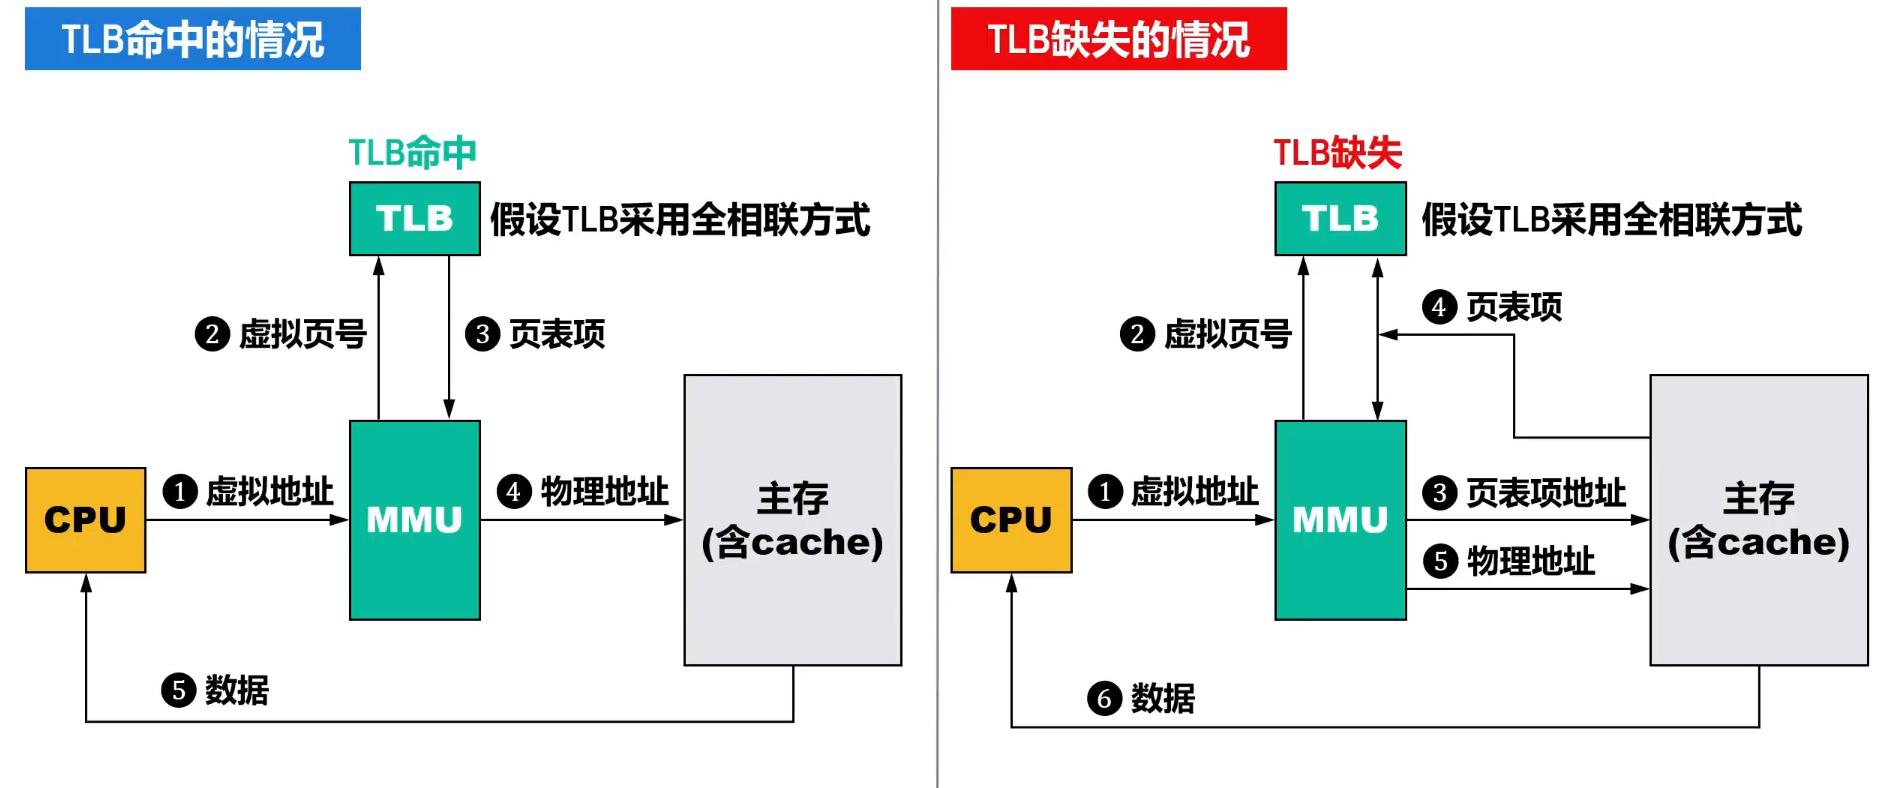 TLB命中的情况
TLB命中
TLB
假设TLB采用全相联方式
❷ 虚拟页号
❸ 页表项
CPU
❶ 虚拟地址
MMU
❹ 物理地址
主存
(含cache)
❺ 数据
TLB缺失的情况
TLB缺失
TLB
假设TLB采用全相联方式
❹ 页表项
❷ 虚拟页号
CPU
❶ 虚拟地址
MMU
❸ 页表项地址
❺ 物理地址
主存
(含cache)
❻ 数据